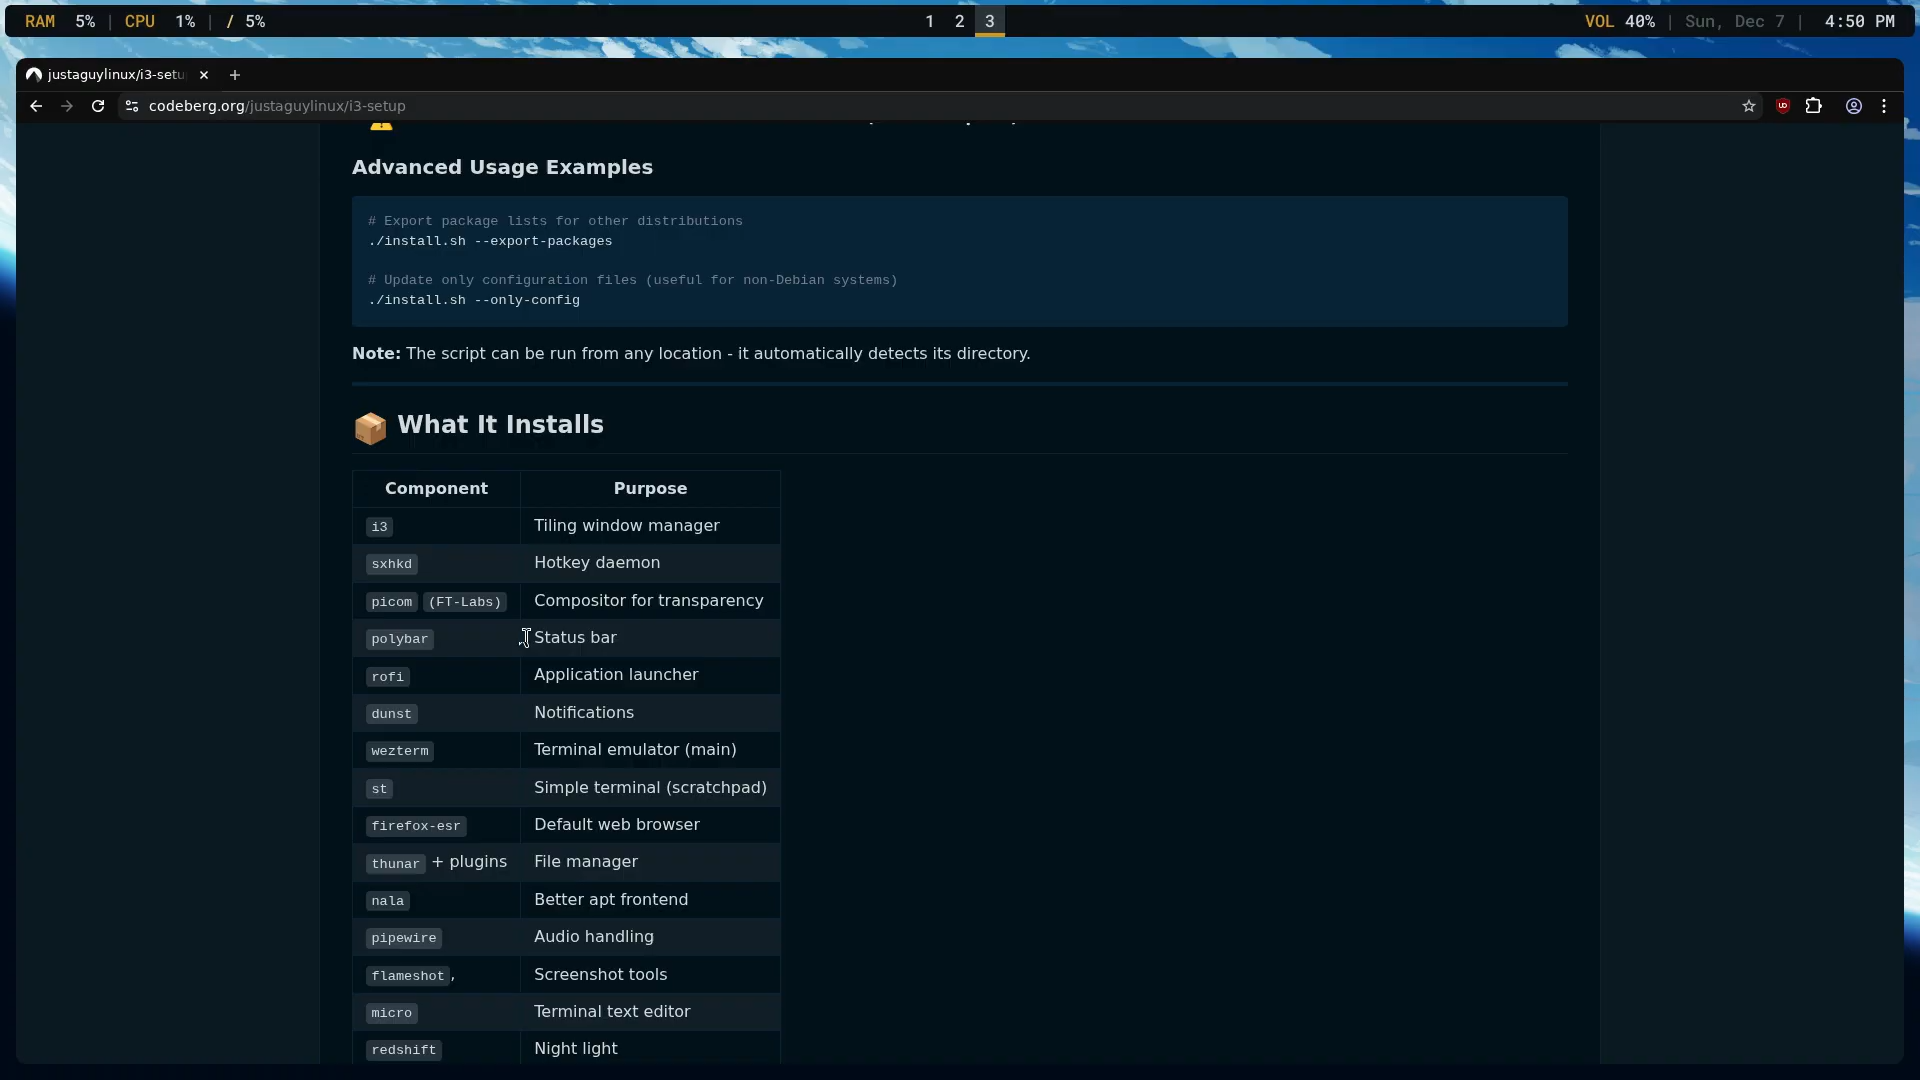 RAM 5% | CPU 1% | / 5%
1 2 3
VOL 40% | Sun, Dec 7 | 4:50 PM
justaguylinux/i3-setu
codeberg.org/justaguylinux/i3-setup
Advanced Usage Examples
# Export package lists for other distributions
./install.sh --export-packages
# Update only configuration files (useful for non-Debian systems)
./install.sh --only-config
Note: The script can be run from any location - it automatically detects its directory.
What It Installs
Component Purpose
i3 Tiling window manager
sxhkd Hotkey daemon
picom (FT-Labs) Compositor for transparency
polybar Status bar
rofi Application launcher
dunst Notifications
wezterm Terminal emulator (main)
st Simple terminal (scratchpad)
firefox-esr Default web browser
thunar + plugins File manager
nala Better apt frontend
pipewire Audio handling
flameshot, Screenshot tools
micro Terminal text editor
redshift Night light